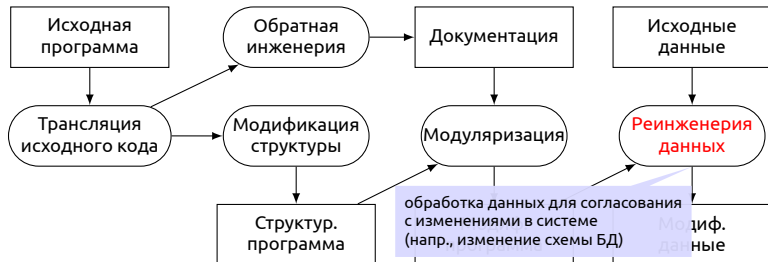 Исходная
программа
Обратная
инженерия
Документация
Исходные
данные
Трансляция
исходного кода
Модификация
структуры
Модуляризация
Реинженерия
данных
Структур.
программа
обработка данных для согласования
с изменениями в системе
(напр., изменение схемы БД)
Модиф.
данные